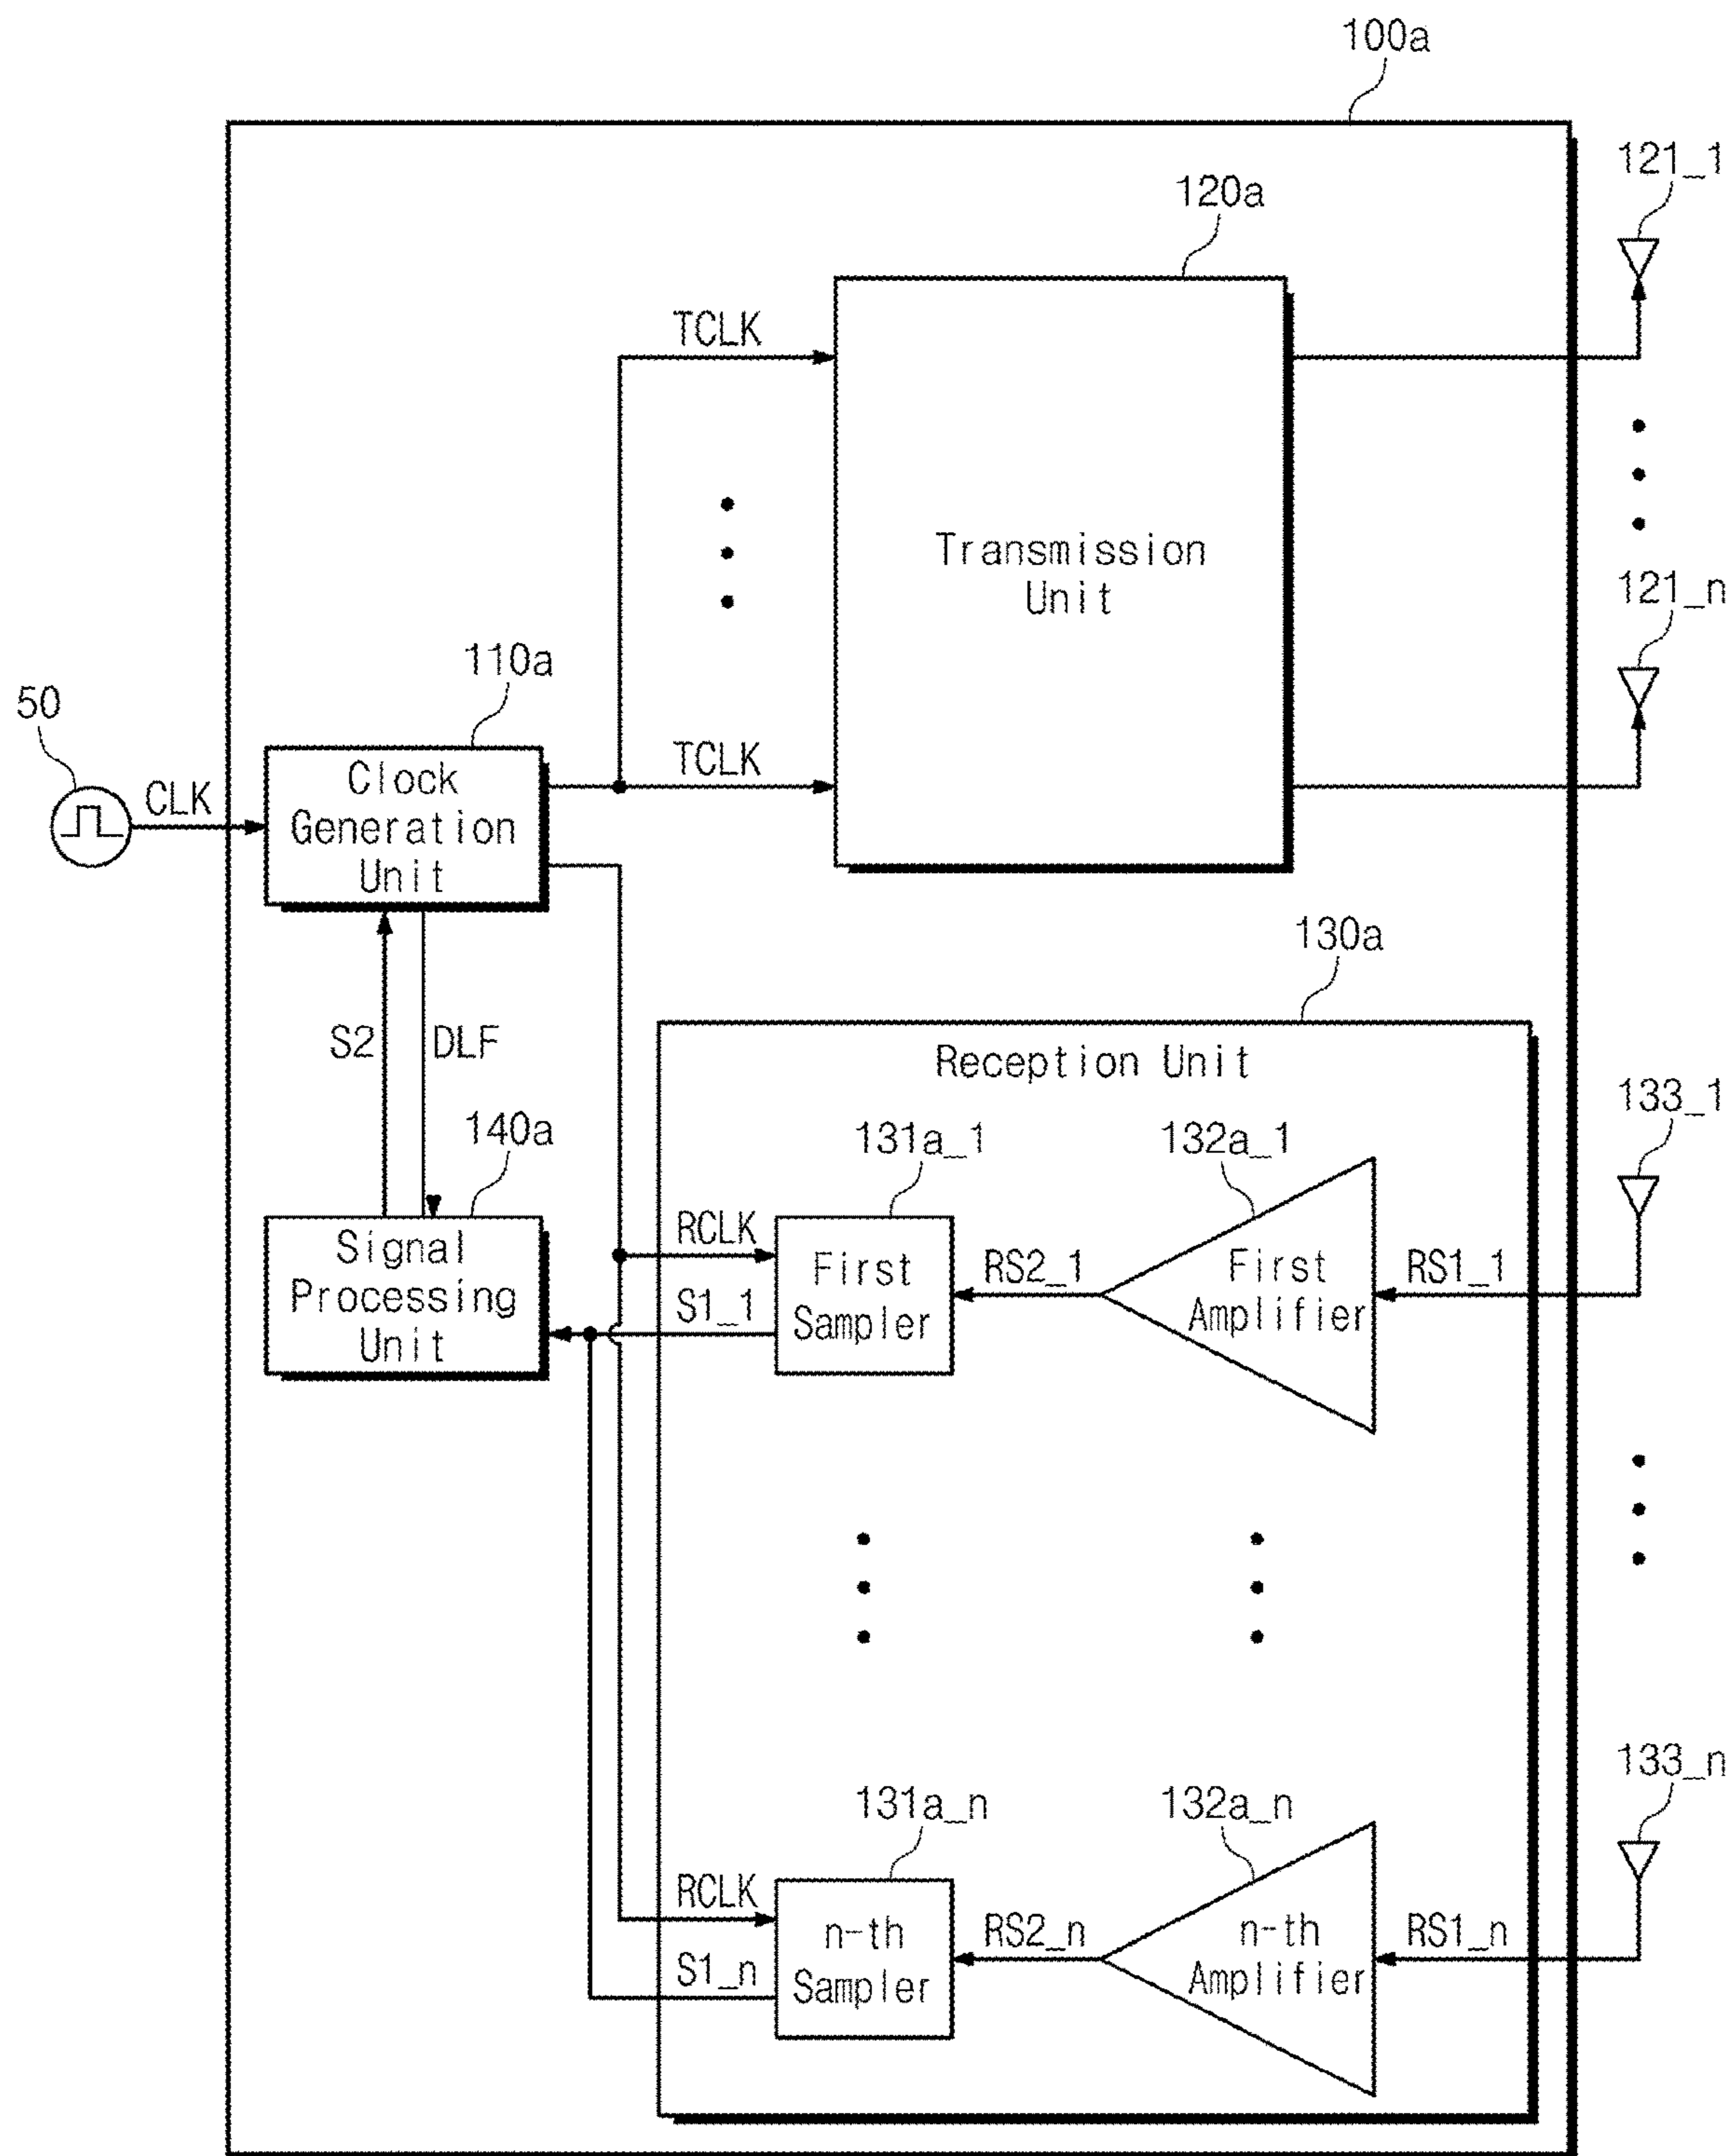 100a
121_1
120a
TCLK
Transmission
Unit
121_n
110a
50
TCLK
CLK
Clock
Generation
Unit
130a
S2
DLF
Reception Unit
133_1
140a
131a_1
132a_1
RCLK
Signal
Processing
Unit
First
Sampler
RS2_1
First
Amplifier
RS1_1
S1_1
133_n
131a_n
132a_n
RCLK
n-th
Sampler
RS2_n
n-th
Amplifier
RS1_n
S1_n